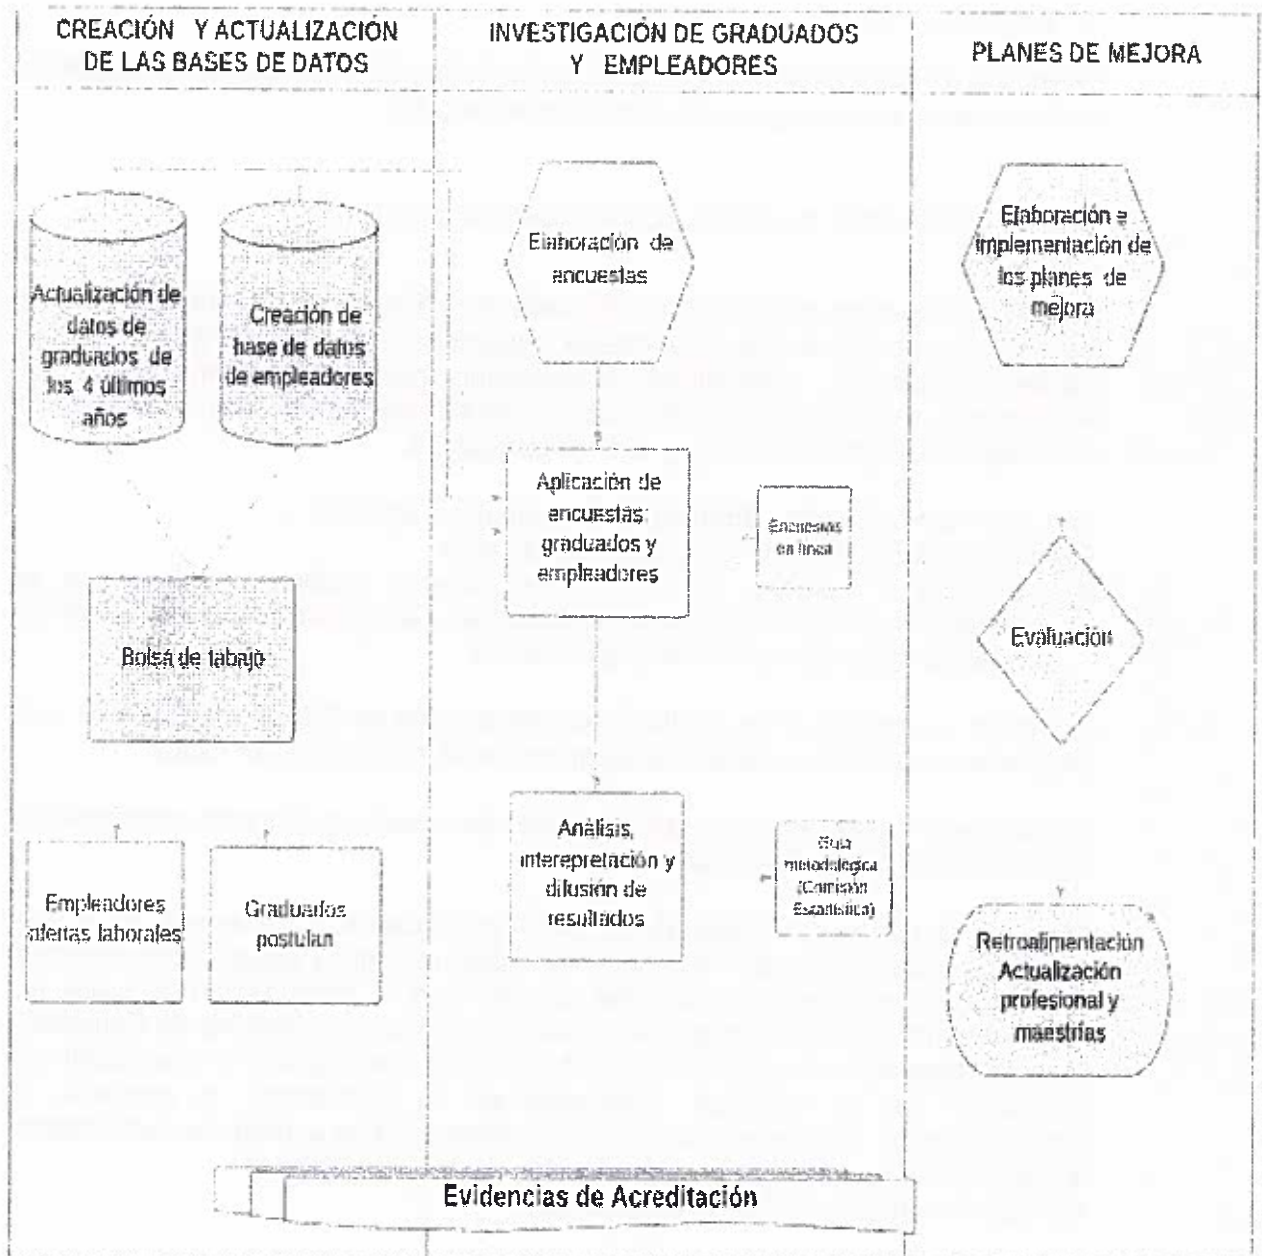 CREACIÓN Y ACTUALIZACIÓN
DE LAS BASES DE DATOS
INVESTIGACIÓN DE GRADUADOS
Y EMPLEADORES
PLANES DE MEJORA
Actualización de
datos de
graduados de
los 4 últimos
años
Creación de
base de datos
de empleadores
Bolsa de tabajo
Empleadores
ofertas laborales
Graduados
postulan
Elaboración de
encuestas
Aplicación de
encuestas:
graduados y
empleadores
Encuestas
en línea
Análisis,
interepretación y
difusión de
resultados
Guía
metodológica
(Comisión
Estadística)
Elaboración e
implementación de
los planes de
mejora
Evaluación
Retroalimentación
Actualización
profesional y
maestrías
Evidencias de Acreditación